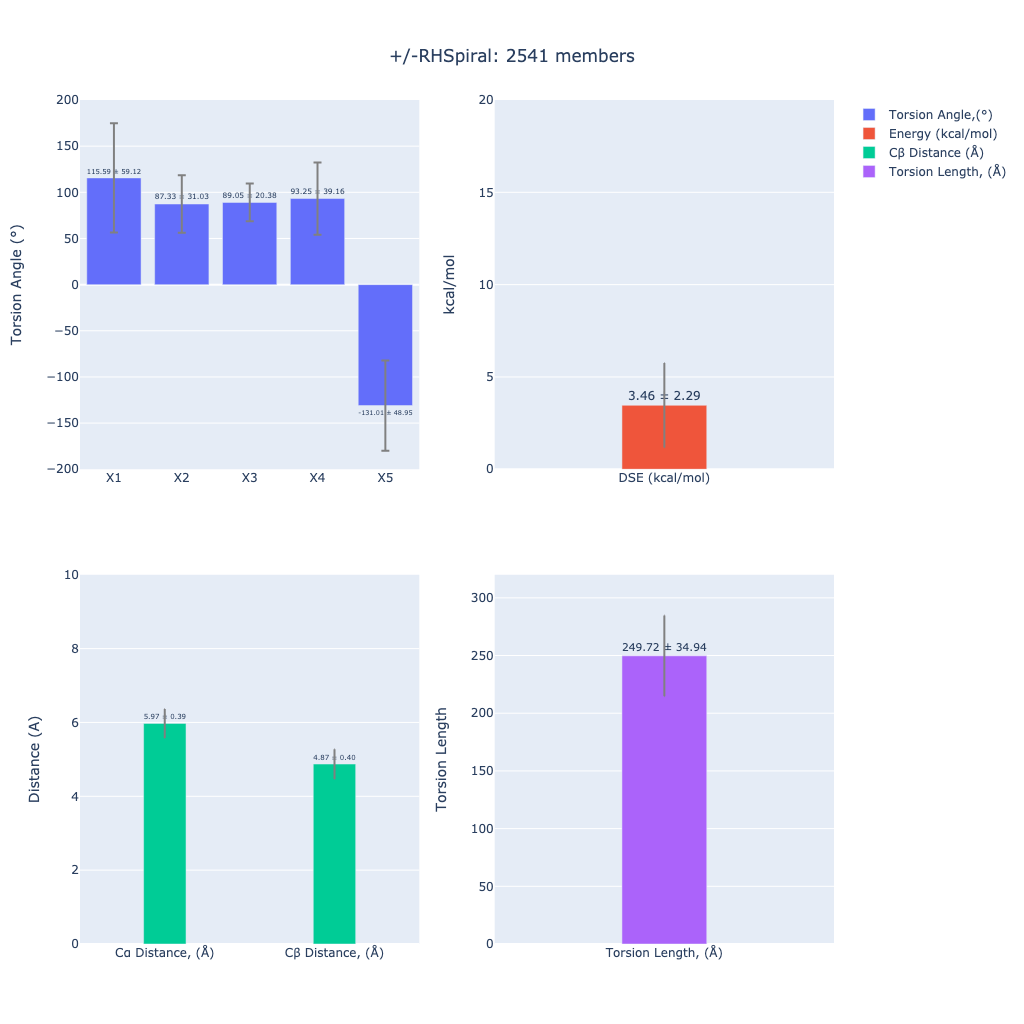 +/-RHSpiral: 2541 members
Torsion Angle (°)
200
150
100
50
0
−50
−100
−150
−200
115.59 ± 59.12
87.33 ± 31.03
89.05 ± 20.38
93.25 ± 39.16
-131.01 ± 48.95
X1
X2
X3
X4
X5
kcal/mol
20
15
10
5
0
3.46 ± 2.29
DSE (kcal/mol)
Torsion Angle,(°)
Energy (kcal/mol)
Cβ Distance (Å)
Torsion Length, (Å)
Distance (A)
10
8
6
4
2
0
5.97 ± 0.39
4.87 ± 0.40
Cα Distance, (Å)
Cβ Distance, (Å)
Torsion Length
300
250
200
150
100
50
0
249.72 ± 34.94
Torsion Length, (Å)